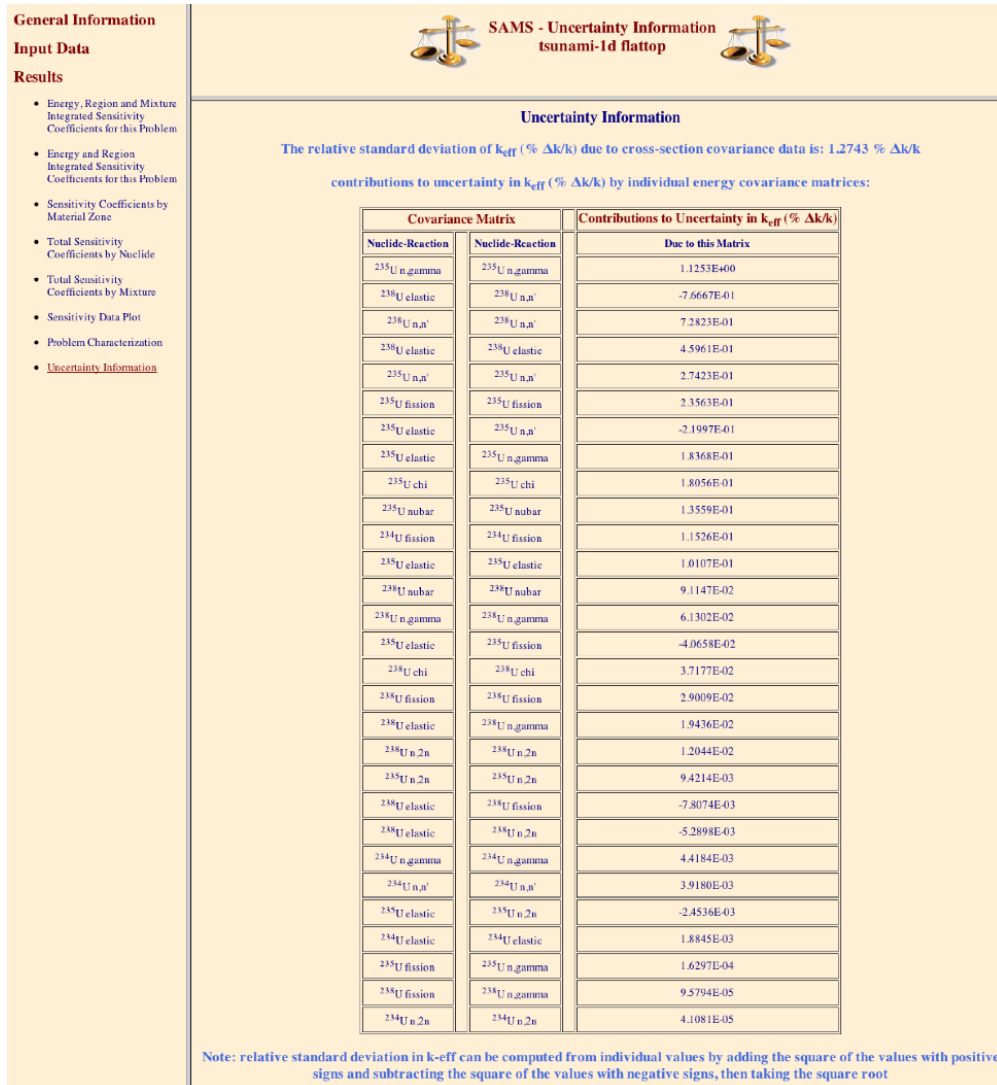 General Information
Input Data
Results
• Energy, Region and Mixture
Integrated Sensitivity
Coefficients for this Problem
• Energy and Region
Integrated Sensitivity
Coefficients for this Problem
• Sensitivity Coefficients by
Material Zone
• Total Sensitivity
Coefficients by Nuclide
• Total Sensitivity
Coefficients by Mixture
• Sensitivity Data Plot
• Problem Characterization
• Uncertainty Information
SAMS - Uncertainty Information
tsunami-1d flattop
Uncertainty Information
The relative standard deviation of keff (% Δk/k) due to cross-section covariance data is: 1.2743 % Δk/k
contributions to uncertainty in keff (% Δk/k) by individual energy covariance matrices:
Covariance Matrix Contributions to Uncertainty in keff (% Δk/k)
Nuclide-Reaction Nuclide-Reaction Due to this Matrix
235U n,gamma 235U n,gamma 1.1253E+00
238U elastic 238U n,n' -7.6667E-01
238U n,n' 238U n,n' 7.2823E-01
238U elastic 238U elastic 4.5961E-01
235U n,n' 235U n,n' 2.7423E-01
235U fission 235U fission 2.3563E-01
235U elastic 235U n,n' -2.1997E-01
235U elastic 235U n,gamma 1.8368E-01
235U chi 235U chi 1.8056E-01
235U nubar 235U nubar 1.3559E-01
234U fission 234U fission 1.1526E-01
235U elastic 235U elastic 1.0107E-01
238U nubar 238U nubar 9.1147E-02
238U n,gamma 238U n,gamma 6.1302E-02
235U elastic 235U fission -4.0658E-02
238U chi 238U chi 3.7177E-02
238U fission 238U fission 2.9009E-02
238U elastic 238U n,gamma 1.9436E-02
238U n,2n 238U n,2n 1.2044E-02
235U n,2n 235U n,2n 9.4214E-03
238U elastic 238U fission -7.8074E-03
238U elastic 238U n,2n -5.2898E-03
234U n,gamma 234U n,gamma 4.4184E-03
234U n,n' 234U n,n' 3.9180E-03
235U elastic 235U n,2n -2.4536E-03
234U elastic 234U elastic 1.8845E-03
235U fission 235U n,gamma 1.6297E-04
238U fission 238U n,gamma 9.5794E-05
234U n,2n 234U n,2n 4.1081E-05
Note: relative standard deviation in k-eff can be computed from individual values by adding the square of the values with positive
signs and subtracting the square of the values with negative signs, then taking the square root